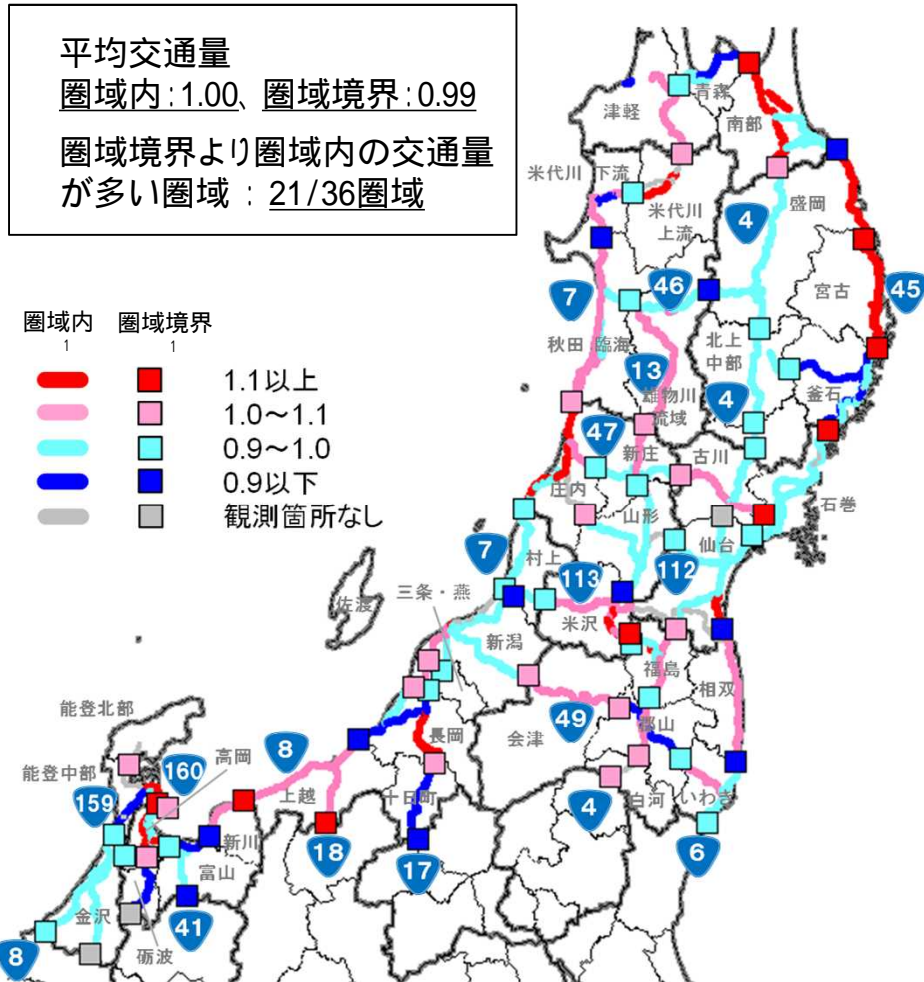 平均交通量
圏域内:1.00、圏域境界:0.99
圏域境界より圏域内の交通量
が多い圏域 : 21/36圏域
圏域内 圏域境界
1 1
1.1以上
1.0～1.1
0.9～1.0
0.9以下
観測箇所なし
青森
津軽
南部
米代川 下流
米代川
上流
盛岡
4
宮古
45
46
7
秋田 臨海
北上
中部
13
4
釜石
雄物川
流域
47
新庄
古川
庄内
山形
石巻
仙台
7
村上
113
112
三条・燕
佐渡
米沢
新潟
福島
相双
能登北部
49
会津
郡山
長岡
高岡
8
能登中部
160
上越
十日町
4
白河
いわき
159
新川
18
17
6
富山
金沢
41
砺波
8